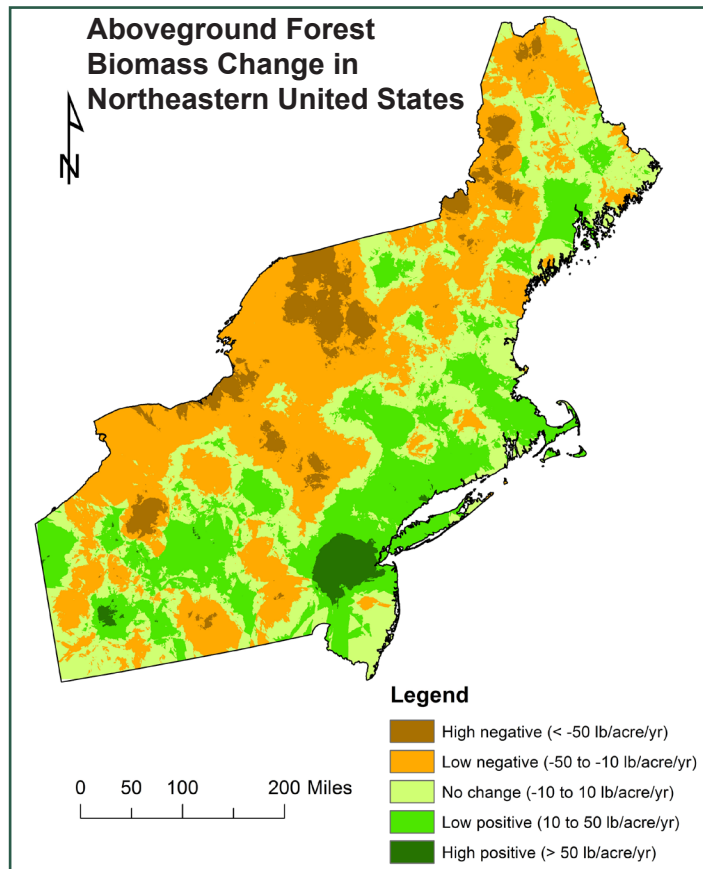 Aboveground Forest
Biomass Change in
Northeastern United States
N
Legend
High negative (< -50 lb/acre/yr)
Low negative (-50 to -10 lb/acre/yr)
No change (-10 to 10 lb/acre/yr)
Low positive (10 to 50 lb/acre/yr)
High positive (> 50 lb/acre/yr)
0 50 100 200 Miles